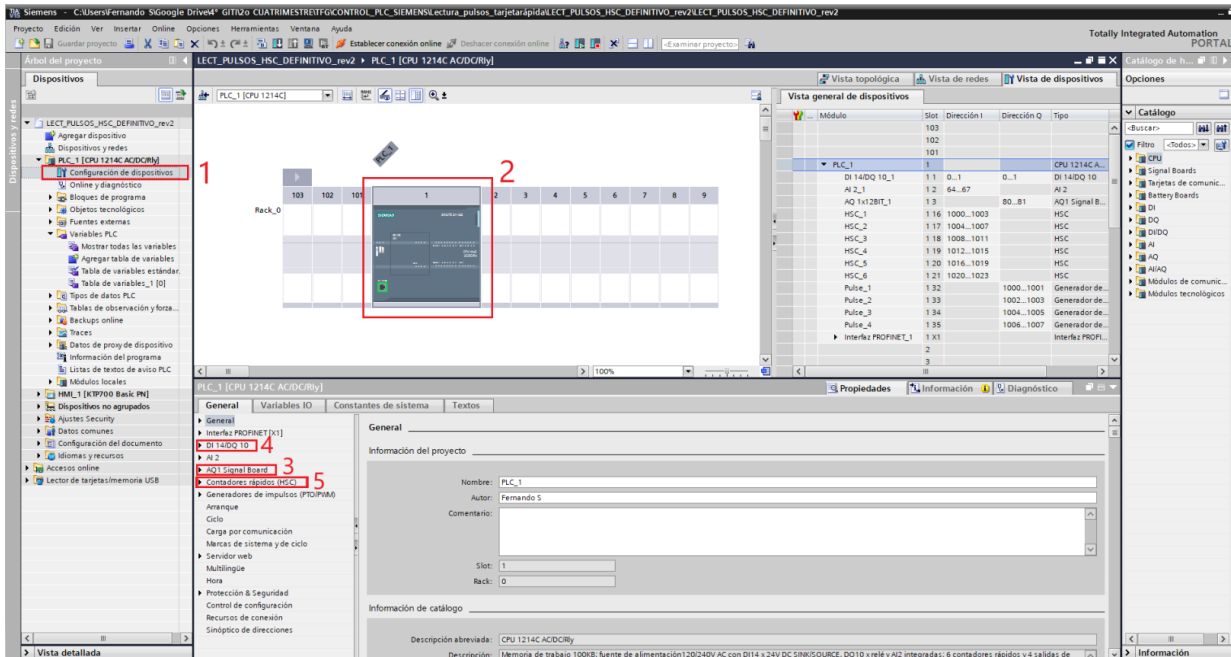 Siemens - C:\Users\Fernando S\Google Drive\4º GITI\2o CUATRIMESTRE\TFG\CONTROL_PLC_SIEMENS\Lectura_pulsos_tarjetarápida\LECT_PULSOS_HSC_DEFINITIVO_rev2\LECT_PULSOS_HSC_DEFINITIVO_rev2
Proyecto Edición Ver Insertar Online Opciones Herramientas Ventana Ayuda
Totally Integrated Automation
PORTAL
Guardar proyecto
Establecer conexión online
Deshacer conexión online
<Examinar proyecto>
Árbol del proyecto
LECT_PULSOS_HSC_DEFINITIVO_rev2 PLC_1 [CPU 1214C AC/DC/Rly]
Catálogo de h...
Dispositivos
Vista topológica
Vista de redes
Vista de dispositivos
Opciones
Dispositivos y redes
LECT_PULSOS_HSC_DEFINITIVO_rev2
Agregar dispositivo
Dispositivos y redes
PLC_1 [CPU 1214C AC/DC/Rly]
Configuración de dispositivos
1
Online y diagnóstico
Bloques de programa
Objetos tecnológicos
Fuentes externas
Variables PLC
Mostrar todas las variables
Agregar tabla de variables
Tabla de variables estándar.
Tabla de variables_1 [0]
Tipos de datos PLC
Tablas de observación y forza...
Backups online
Traces
Datos de proxy de dispositivo
Información del programa
Listas de textos de aviso PLC
Módulos locales
HMI_1 [KTP700 Basic PN]
Dispositivos no agrupados
Ajustes Security
Datos comunes
Configuración del documento
Idiomas y recursos
Accesos online
Lector de tarjetas/memoria USB
Vista detallada
PLC_1 [CPU 1214C]
PLC_1
2
103 102 101 1 2 3 4 5 6 7 8 9
Rack_0
SIEMENS
100%
Vista general de dispositivos
... Módulo Slot Dirección I Dirección Q Tipo
103
102
101
PLC_1 1 CPU 1214C A...
DI 14/DQ 10_1 1 1 0...1 0...1 DI 14/DQ 10
AI 2_1 1 2 64...67 AI 2
AQ 1x12BIT_1 1 3 80...81 AQ1 Signal B...
HSC_1 1 16 1000...1003 HSC
HSC_2 1 17 1004...1007 HSC
HSC_3 1 18 1008...1011 HSC
HSC_4 1 19 1012...1015 HSC
HSC_5 1 20 1016...1019 HSC
HSC_6 1 21 1020...1023 HSC
Pulse_1 1 32 1000...1001 Generador de...
Pulse_2 1 33 1002...1003 Generador de...
Pulse_3 1 34 1004...1005 Generador de...
Pulse_4 1 35 1006...1007 Generador de...
Interfaz PROFINET_1 1 X1 Interfaz PROFI...
2
3
Catálogo
<Buscar>
Filtro <Todos>
CPU
Signal Boards
Tarjetas de comunic...
Battery Boards
DI
DQ
DI/DQ
AI
AQ
AI/AQ
Módulos de comunic...
Módulos tecnológicos
Información
PLC_1 [CPU 1214C AC/DC/Rly]
Propiedades
Información
Diagnóstico
General Variables IO Constantes de sistema Textos
General
Interfaz PROFINET [X1]
DI 14/DQ 10
4
AI 2
AQ1 Signal Board
3
Contadores rápidos (HSC)
5
Generadores de impulsos (PTO/PWM)
Arranque
Ciclo
Carga por comunicación
Marcas de sistema y de ciclo
Servidor web
Multilingüe
Hora
Protección & Seguridad
Control de configuración
Recursos de conexión
Sinóptico de direcciones
General
Información del proyecto
Nombre: PLC_1
Autor: Fernando S
Comentario:
Slot: 1
Rack: 0
Información de catálogo
Descripción abreviada: CPU 1214C AC/DC/Rly
Descripción: Memoria de trabajo 100KB; fuente de alimentación120/240V AC con DI14 x 24V DC SINK/SOURCE, DQ10 x relé y AI2 integradas; 6 contadores rápidos y 4 salidas de